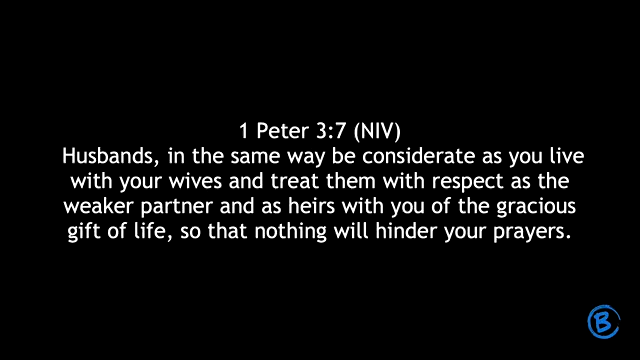 1 Peter 3:7 (NIV)
Husbands, in the same way be considerate as you live
with your wives and treat them with respect as the
weaker partner and as heirs with you of the gracious
gift of life, so that nothing will hinder your prayers.
B